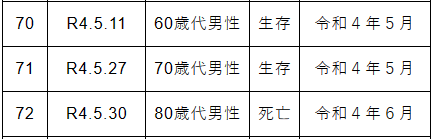 70 R4.5.11 60歳代男性 生存 令和４年５月
71 R4.5.27 70歳代男性 生存 令和４年５月
72 R4.5.30 80歳代男性 死亡 令和４年６月